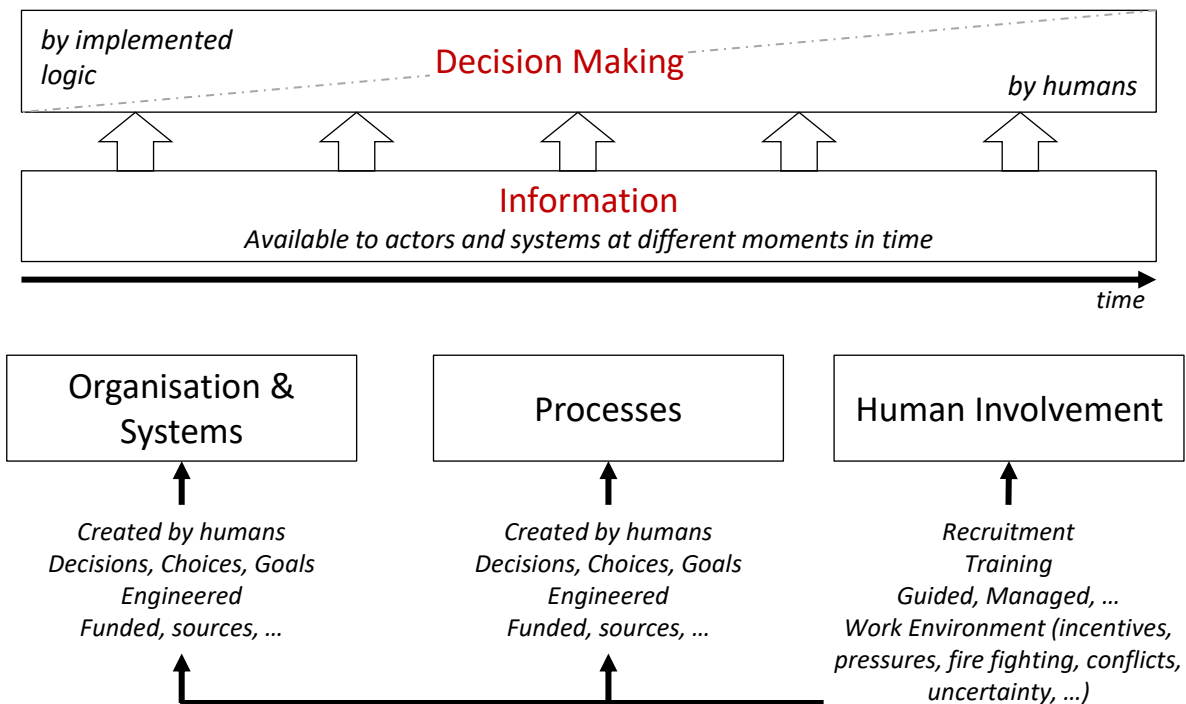 by implemented
logic
Decision Making
by humans
Information
Available to actors and systems at different moments in time
time
Organisation &
Systems
Processes
Human Involvement
Created by humans
Decisions, Choices, Goals
Engineered
Funded, sources, …
Created by humans
Decisions, Choices, Goals
Engineered
Funded, sources, …
Recruitment
Training
Guided, Managed, …
Work Environment (incentives,
pressures, fire fighting, conflicts,
uncertainty, …)